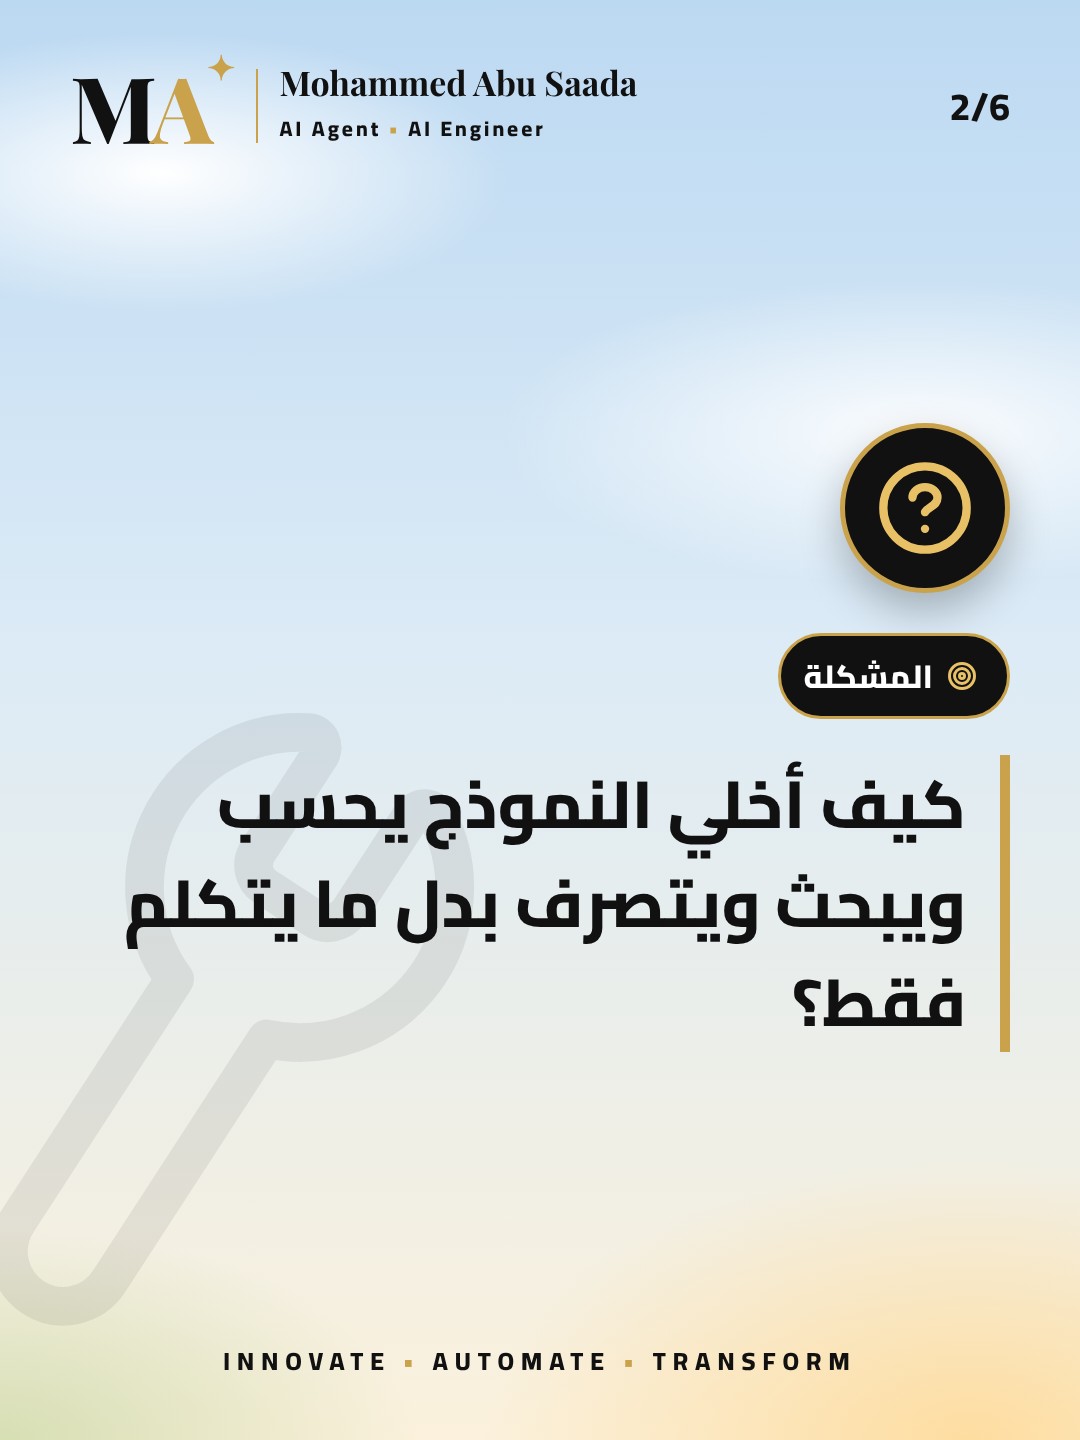 MA
Mohammed Abu Saada
AI Agent ▪ AI Engineer
2/6
المشكلة
كيف أخلي النموذج يحسب
ويبحث ويتصرف بدل ما يتكلم
فقط؟
INNOVATE ▪ AUTOMATE ▪ TRANSFORM